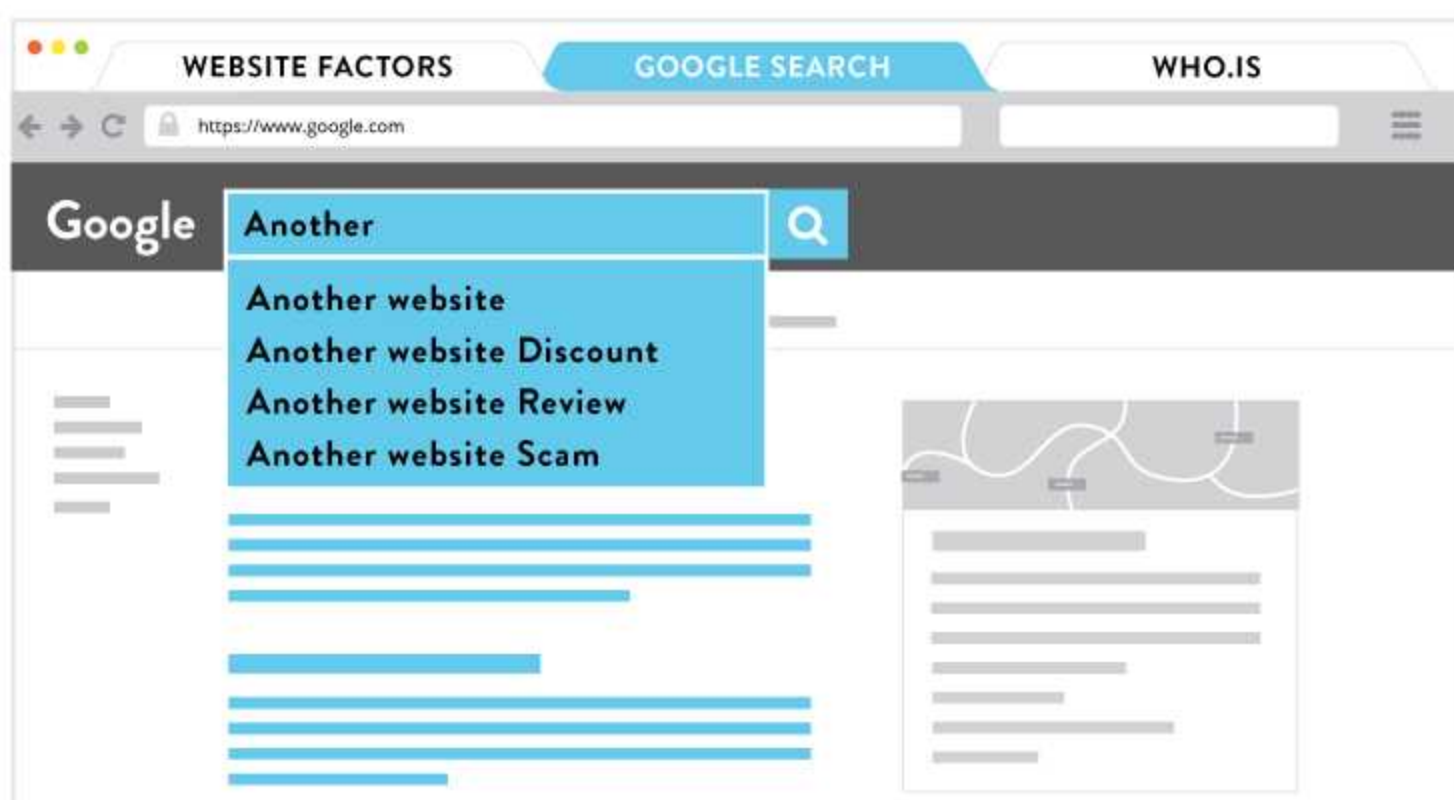 WEBSITE FACTORS
GOOGLE SEARCH
WHO.IS
https://www.google.com
Google
Another
Another website
Another website Discount
Another website Review
Another website Scam